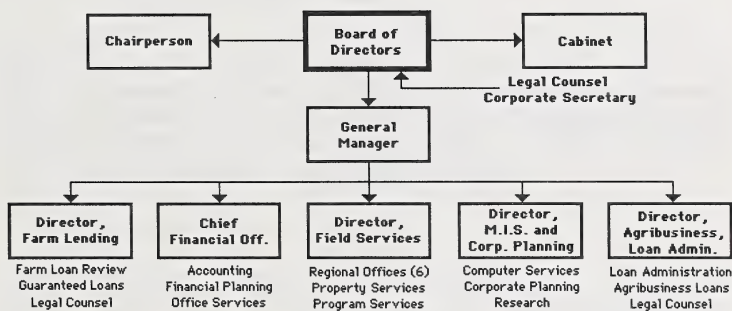 Chairperson
Board of
Directors
Cabinet
Legal Counsel
Corporate Secretary
General
Manager
Director,
Farm Lending
Farm Loan Review
Guaranteed Loans
Legal Counsel
Chief
Financial Off.
Accounting
Financial Planning
Office Services
Director,
Field Services
Regional Offices (6)
Property Services
Program Services
Director,
M.I.S. and
Corp. Planning
Computer Services
Corporate Planning
Research
Director,
Agribusiness,
Loan Admin.
Loan Administration
Agribusiness Loans
Legal Counsel